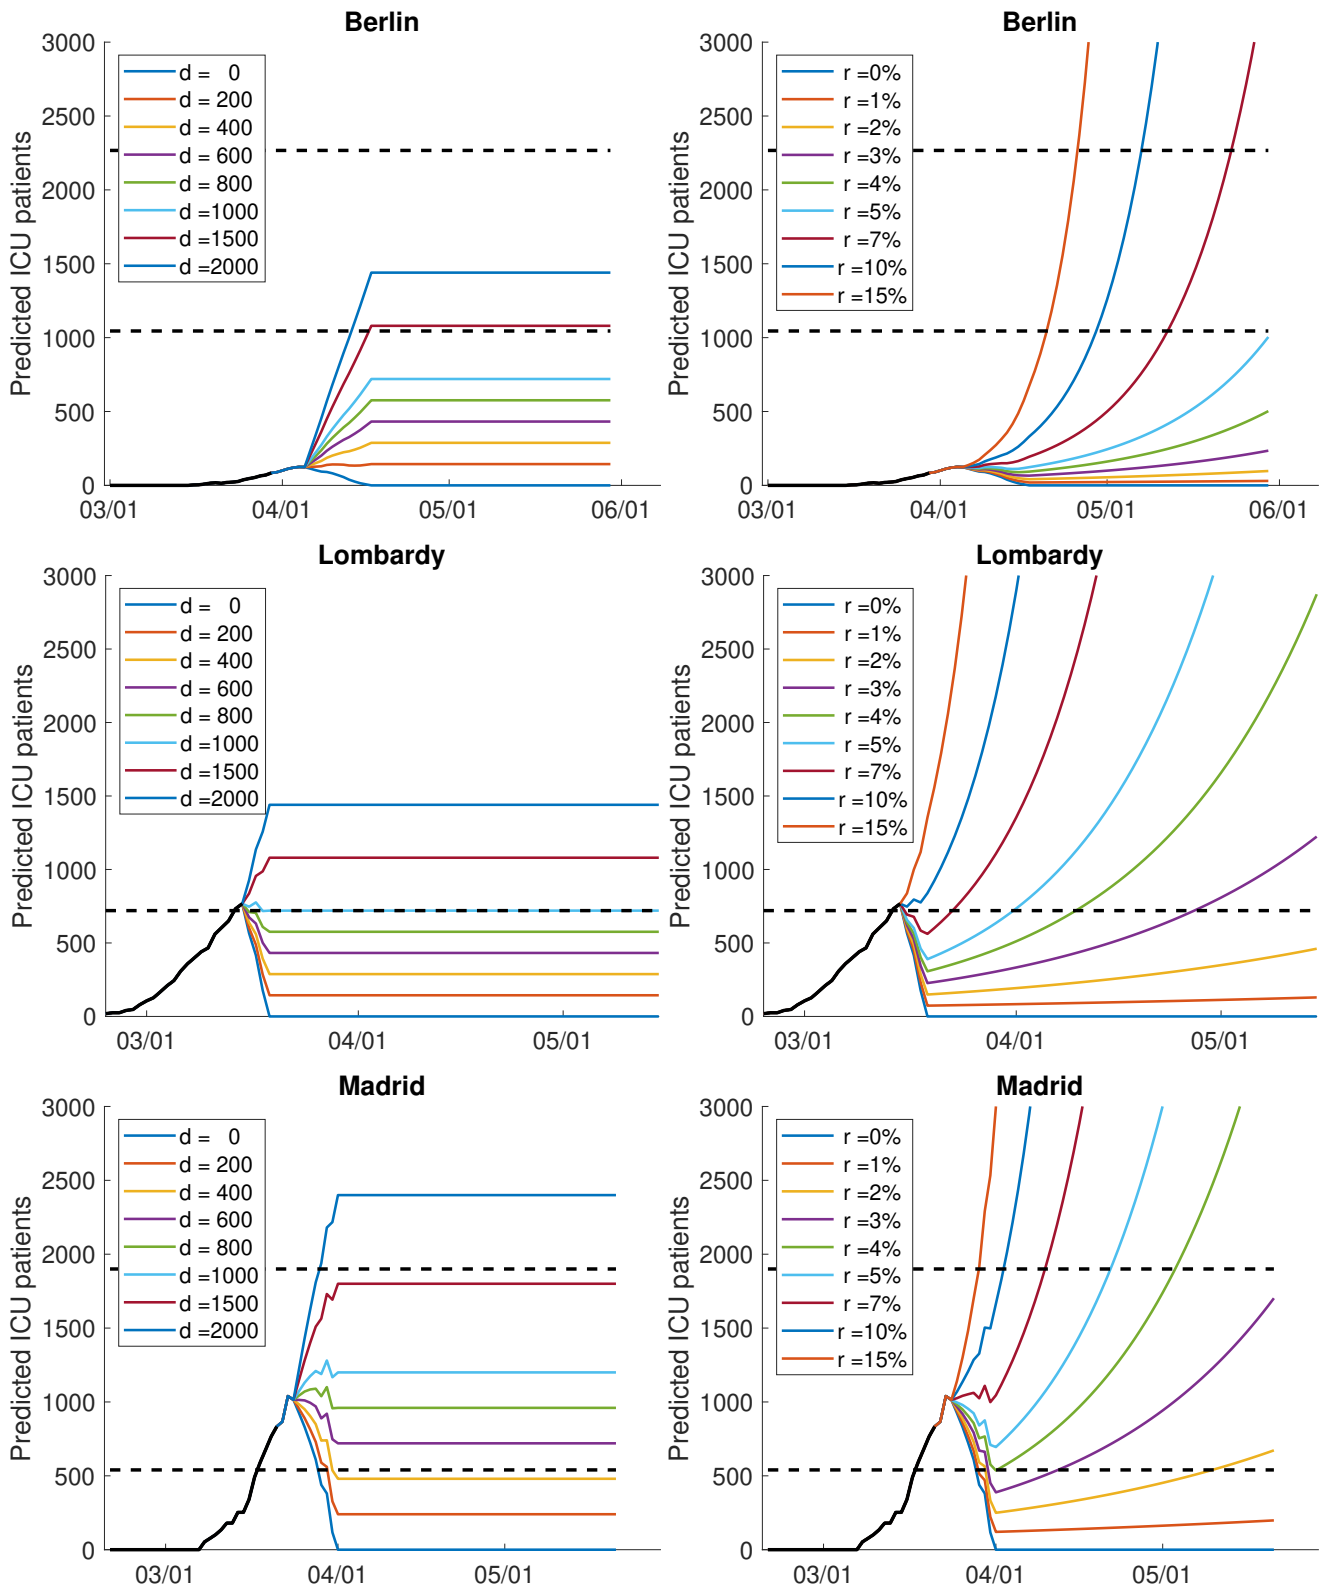 Berlin
3000
2500
2000
1500
1000
500
0
Predicted ICU patients
d = 0
d = 200
d = 400
d = 600
d = 800
d =1000
d =1500
d =2000
03/01 04/01 05/01 06/01
Berlin
3000
2500
2000
1500
1000
500
0
Predicted ICU patients
r =0%
r =1%
r =2%
r =3%
r =4%
r =5%
r =7%
r =10%
r =15%
03/01 04/01 05/01 06/01
Lombardy
3000
2500
2000
1500
1000
500
0
Predicted ICU patients
d = 0
d = 200
d = 400
d = 600
d = 800
d =1000
d =1500
d =2000
03/01 04/01 05/01
Lombardy
3000
2500
2000
1500
1000
500
0
Predicted ICU patients
r =0%
r =1%
r =2%
r =3%
r =4%
r =5%
r =7%
r =10%
r =15%
03/01 04/01 05/01
Madrid
3000
2500
2000
1500
1000
500
0
Predicted ICU patients
d = 0
d = 200
d = 400
d = 600
d = 800
d =1000
d =1500
d =2000
03/01 04/01 05/01
Madrid
3000
2500
2000
1500
1000
500
0
Predicted ICU patients
r =0%
r =1%
r =2%
r =3%
r =4%
r =5%
r =7%
r =10%
r =15%
03/01 04/01 05/01